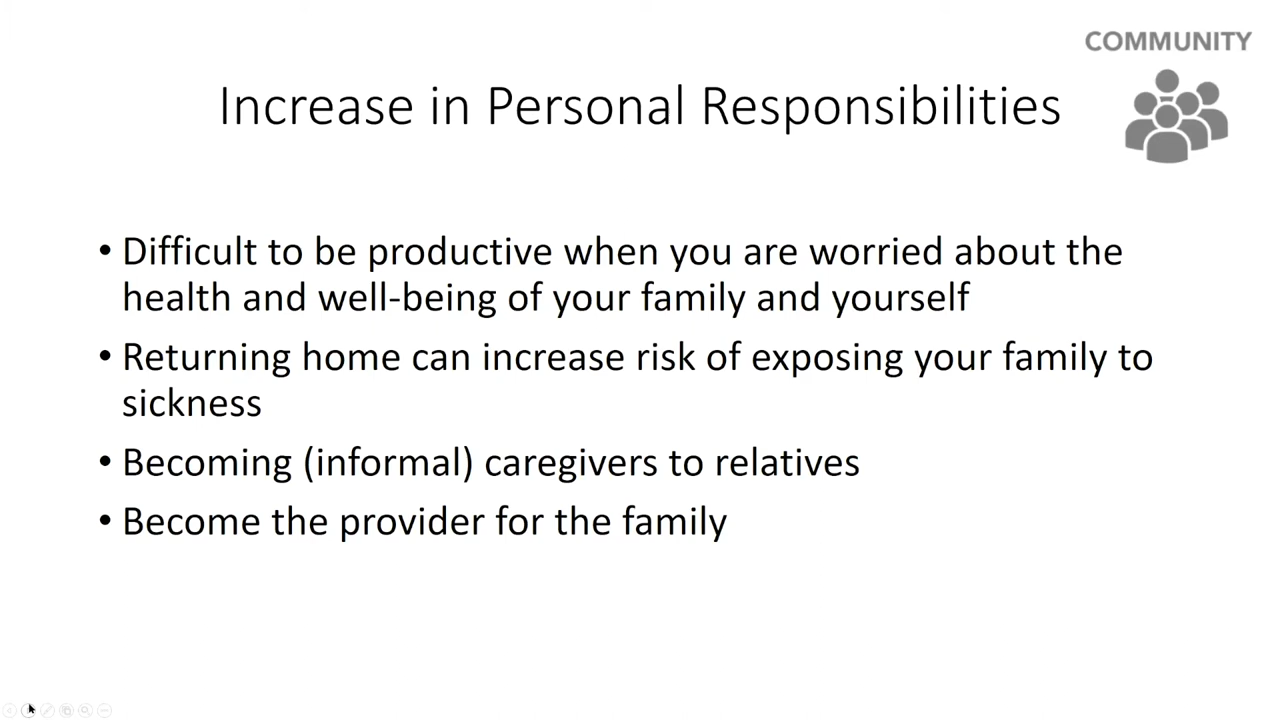 COMMUNITY
Increase in Personal Responsibilities
• Difficult to be productive when you are worried about the
health and well-being of your family and yourself
• Returning home can increase risk of exposing your family to
sickness
• Becoming (informal) caregivers to relatives
• Become the provider for the family